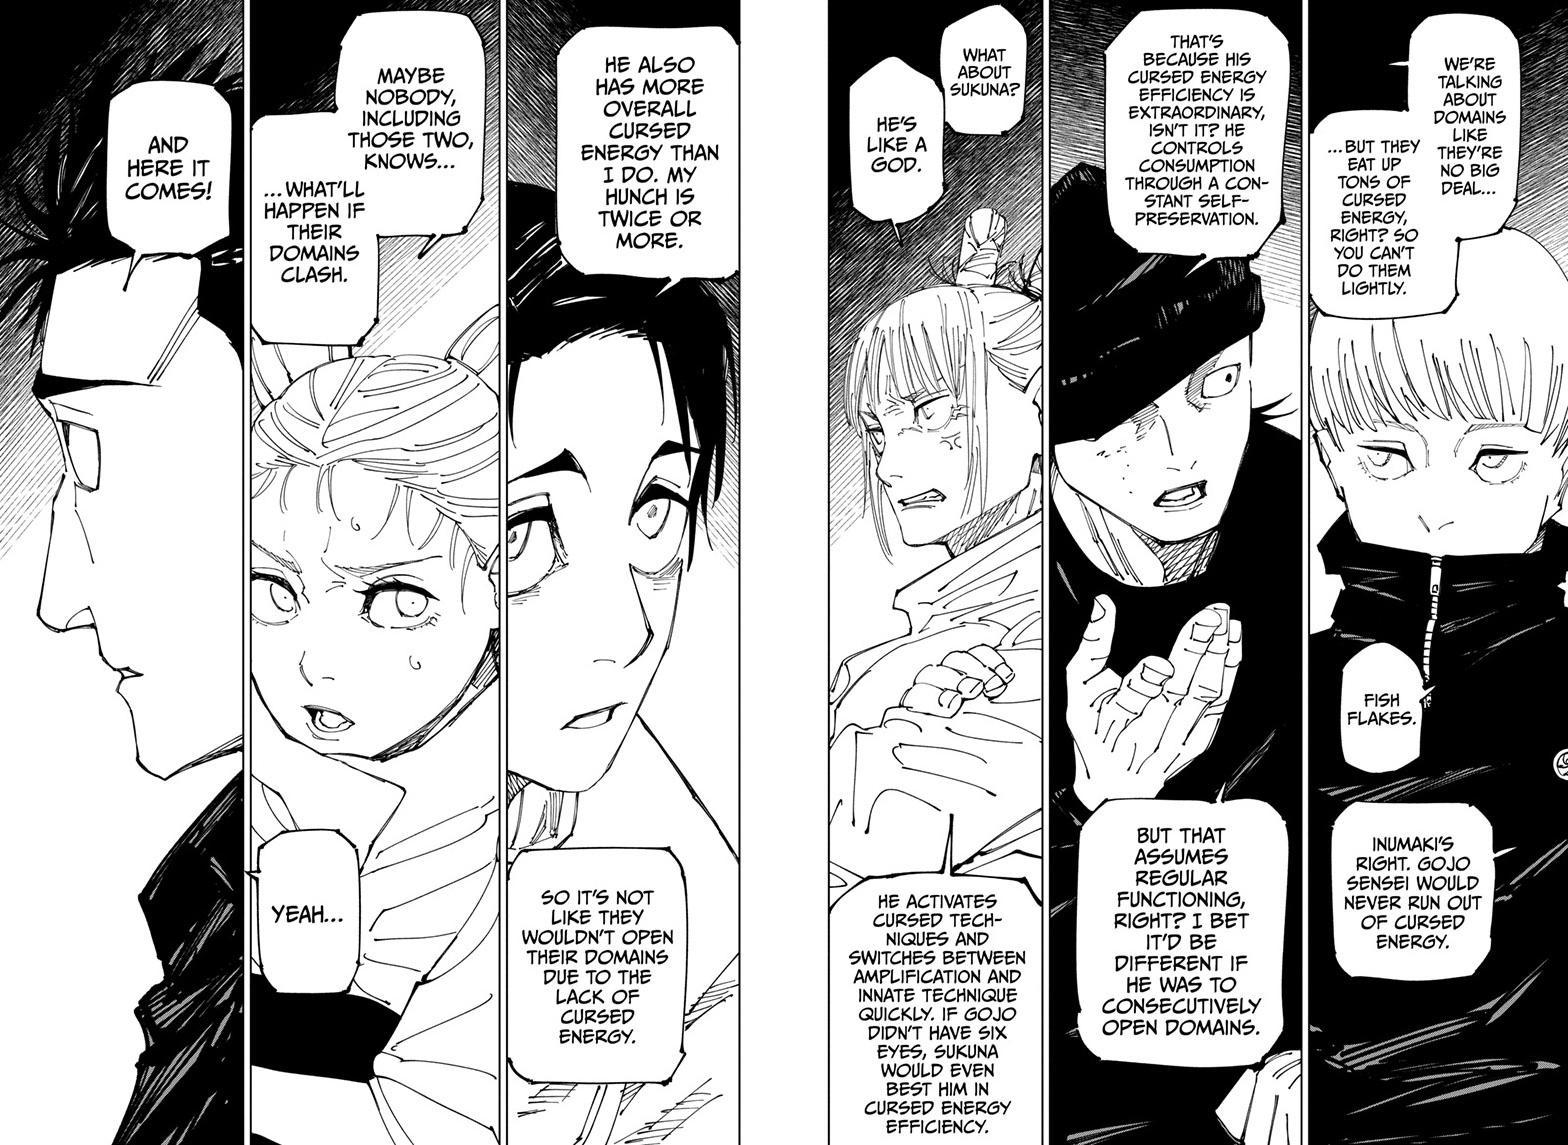 WE'RE
TALKING
ABOUT
DOMAINS
LIKE
THEY'RE
NO BIG
DEAL...
...BUT THEY
EAT UP
TONS OF
CURSED
ENERGY,
RIGHT? SO
YOU CAN'T
DO THEM
LIGHTLY.
FISH
FLAKES.
INUMAKI'S
RIGHT. GOJO
SENSEI WOULD
NEVER RUN OUT
OF CURSED
ENERGY.
THAT'S
BECAUSE HIS
CURSED ENERGY
EFFICIENCY IS
EXTRAORDINARY,
ISN'T IT? HE
CONTROLS
CONSUMPTION
THROUGH A CON-
STANT SELF-
PRESERVATION.
BUT THAT
ASSUMES
REGULAR
FUNCTIONING,
RIGHT? I BET
IT'D BE
DIFFERENT IF
HE WAS TO
CONSECUTIVELY
OPEN DOMAINS.
WHAT
ABOUT
SUKUNA?
HE'S
LIKE A
GOD.
HE ACTIVATES
CURSED TECH-
NIQUES AND
SWITCHES BETWEEN
AMPLIFICATION AND
INNATE TECHNIQUE
QUICKLY. IF GOJO
DIDN'T HAVE SIX
EYES, SUKUNA
WOULD EVEN
BEST HIM IN
CURSED ENERGY
EFFICIENCY.
HE ALSO
HAS MORE
OVERALL
CURSED
ENERGY THAN
I DO. MY
HUNCH IS
TWICE OR
MORE.
SO IT'S NOT
LIKE THEY
WOULDN'T OPEN
THEIR DOMAINS
DUE TO THE
LACK OF
CURSED
ENERGY.
MAYBE
NOBODY,
INCLUDING
THOSE TWO,
KNOWS...
...WHAT'LL
HAPPEN IF
THEIR
DOMAINS
CLASH.
YEAH...
AND
HERE IT
COMES!